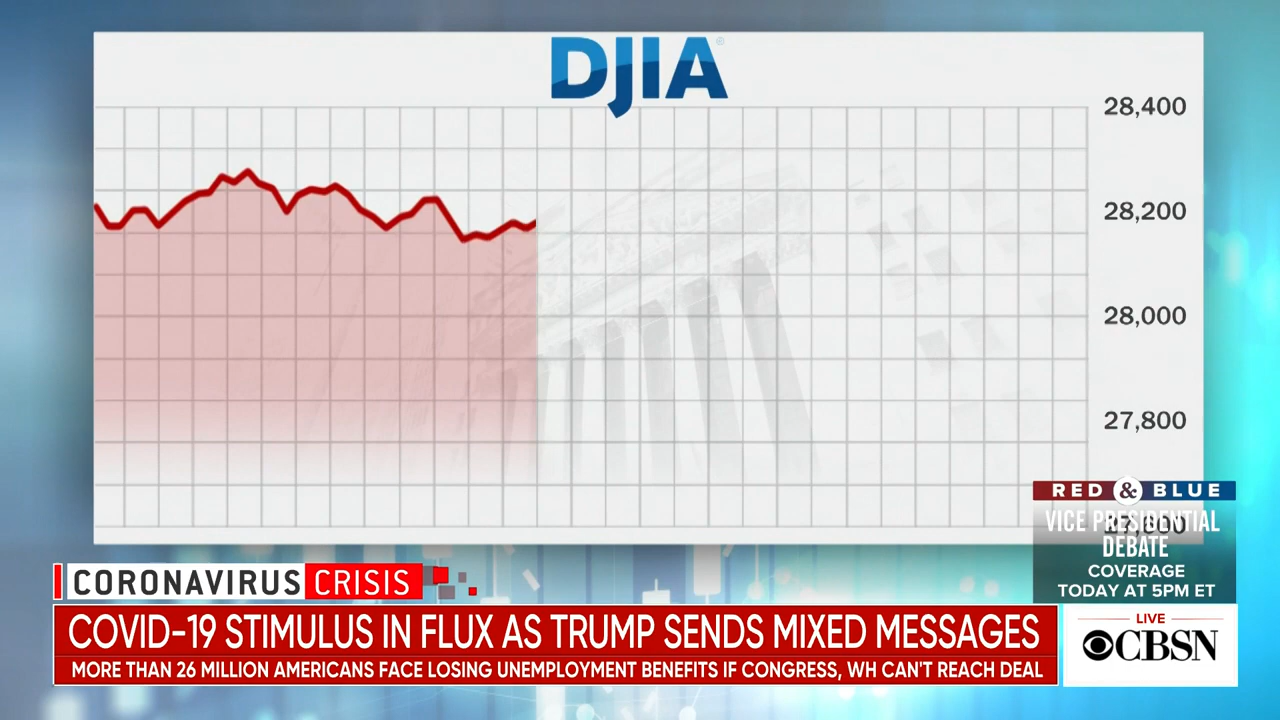 DJIA
28,400
28,200
28,000
27,800
RED & BLUE
VICE PRESIDENTIAL
DEBATE
COVERAGE
TODAY AT 5PM ET
CORONAVIRUS CRISIS
COVID-19 STIMULUS IN FLUX AS TRUMP SENDS MIXED MESSAGES
MORE THAN 26 MILLION AMERICANS FACE LOSING UNEMPLOYMENT BENEFITS IF CONGRESS, WH CAN'T REACH DEAL
LIVE
CBSN